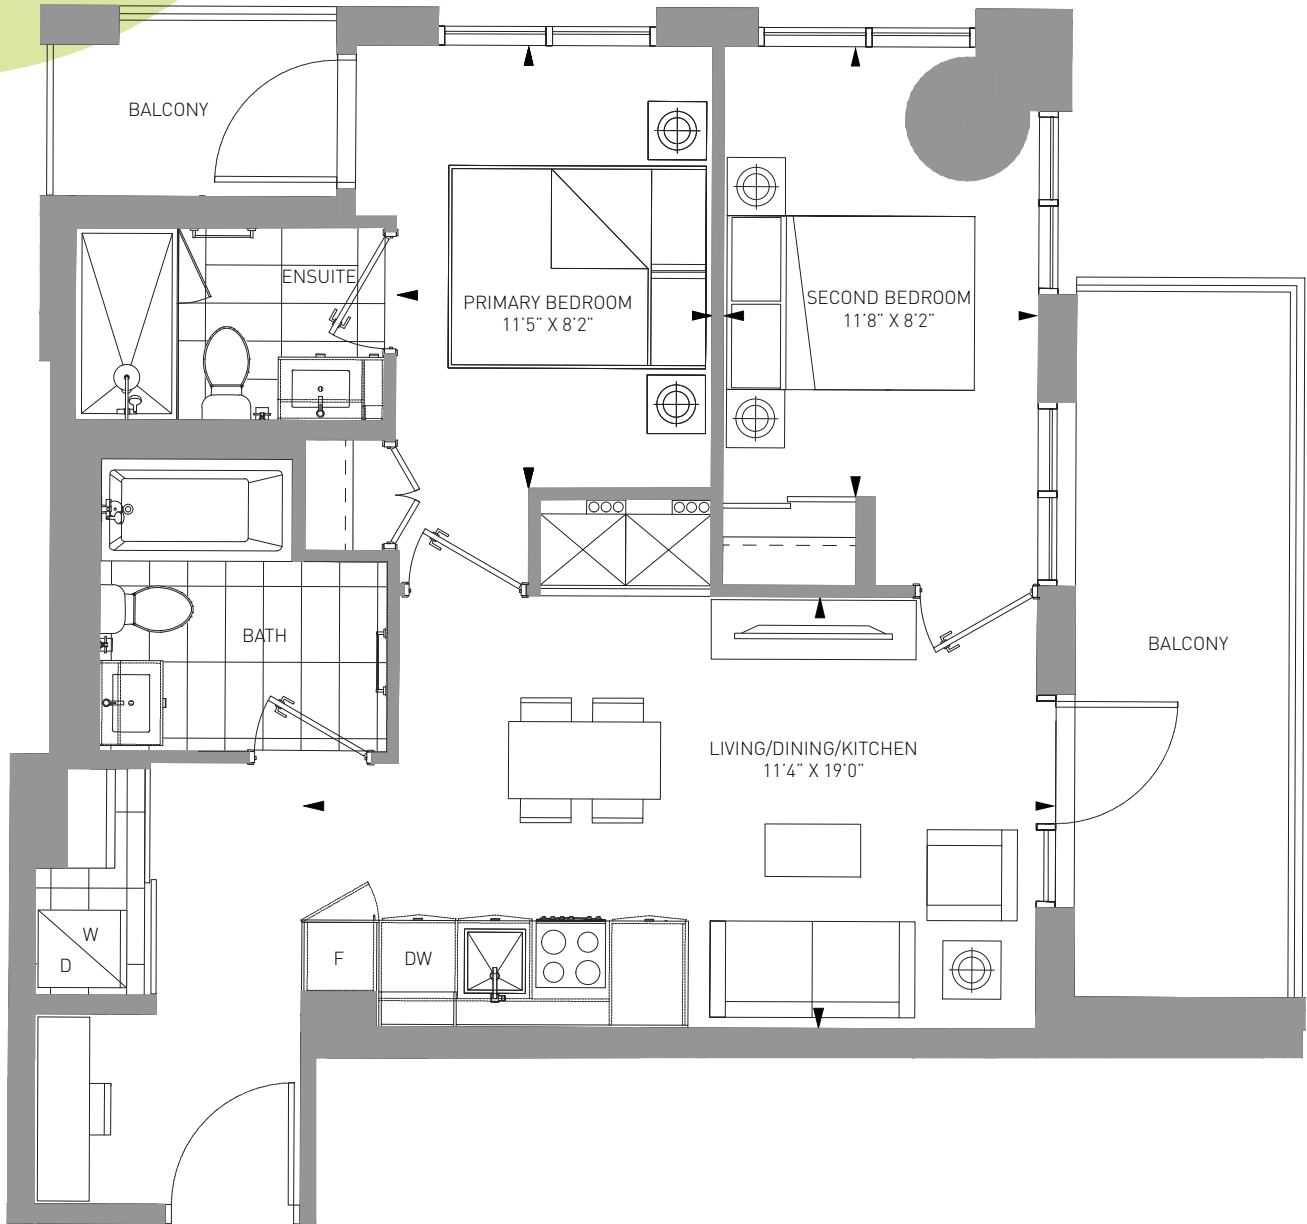 BALCONY
ENSUITE
PRIMARY BEDROOM
11'5" X 8'2"
SECOND BEDROOM
11'8" X 8'2"
BATH
BALCONY
LIVING/DINING/KITCHEN
11'4" X 19'0"
W
D
F
DW